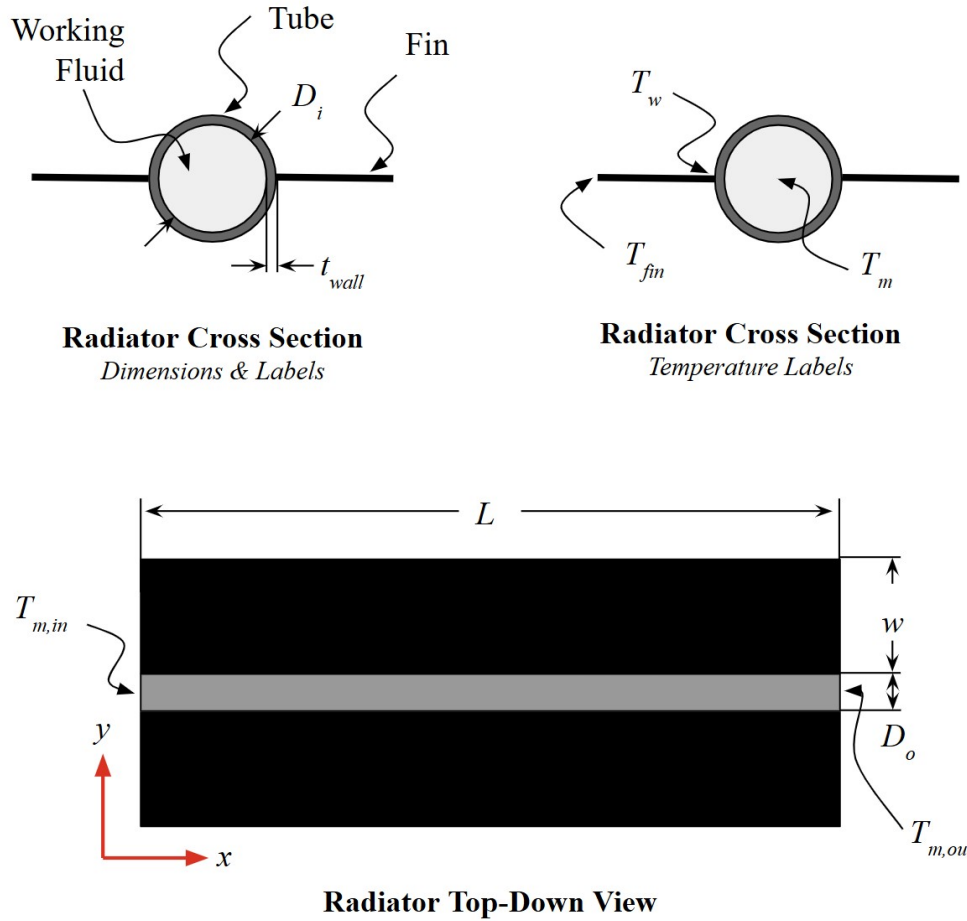 Working
Fluid
Tube
Fin
D_i
t_wall
T_w
T_fin
T_m
Radiator Cross Section
Dimensions & Labels
Radiator Cross Section
Temperature Labels
L
T_m,in
w
D_o
y
x
T_m,ou
Radiator Top-Down View